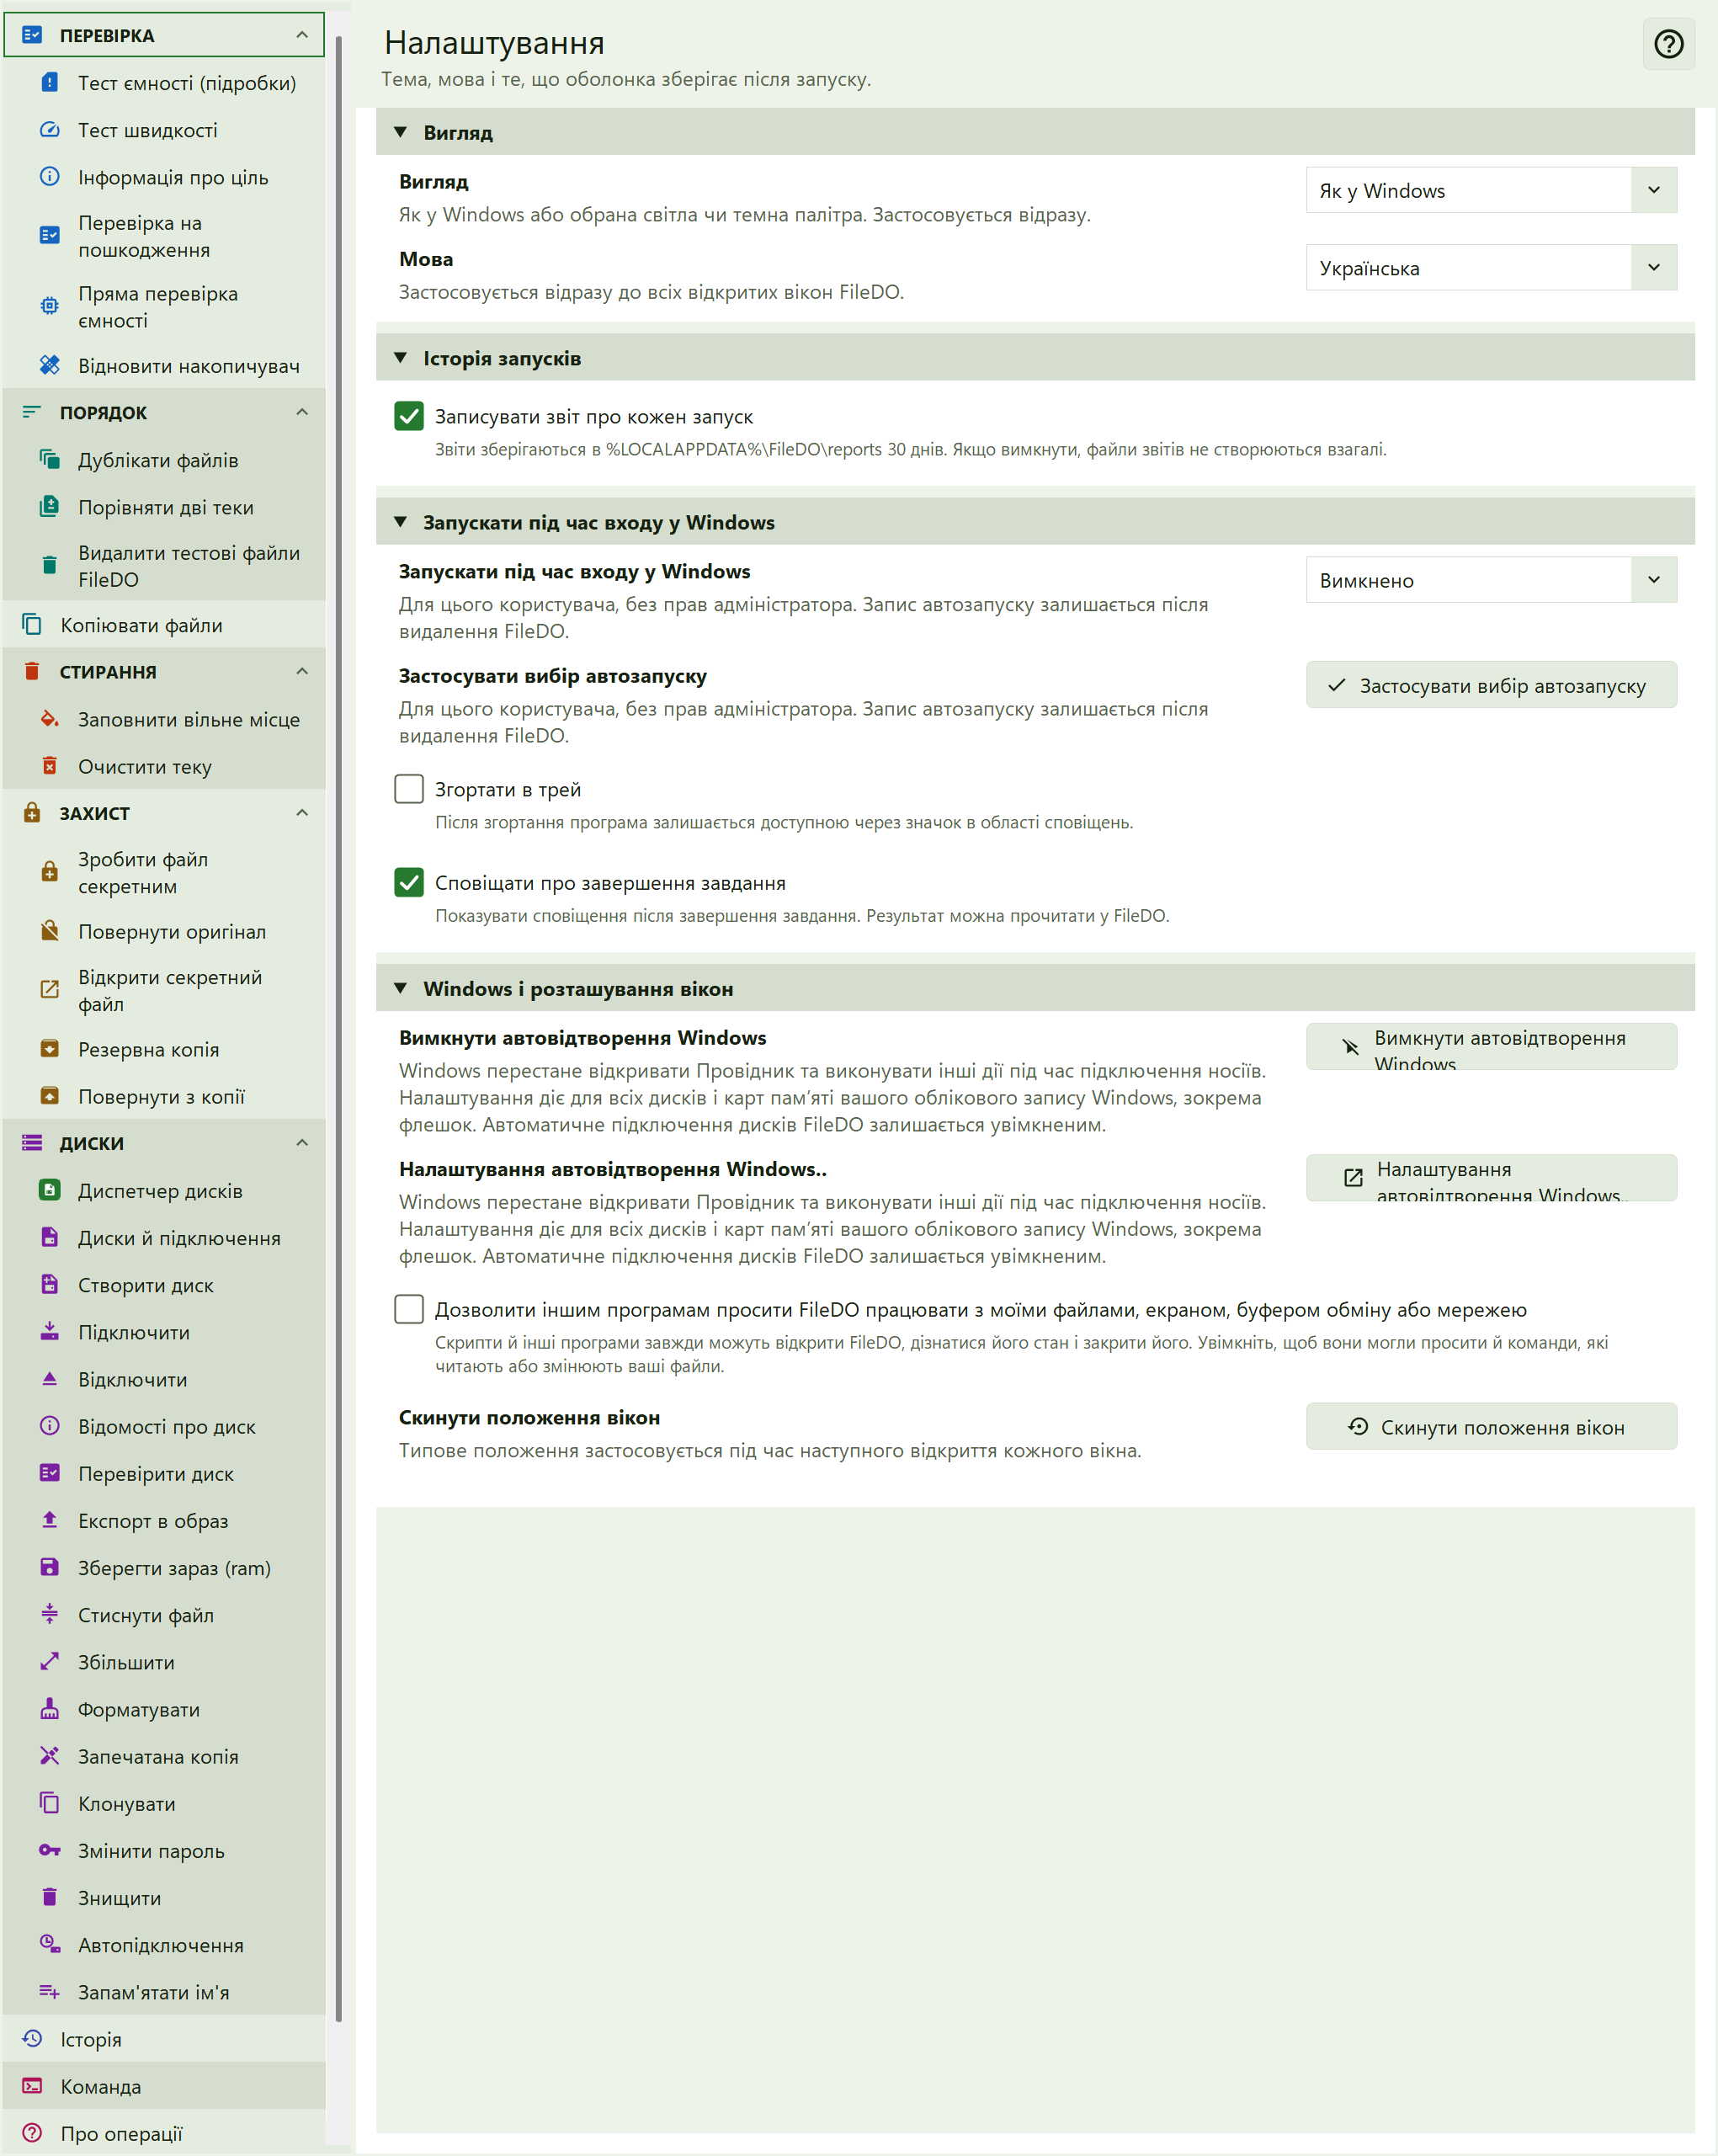 ПЕРЕВІРКА
Тест ємності (підробки)
Тест швидкості
Інформація про ціль
Перевірка на
пошкодження
Пряма перевірка
ємності
Відновити накопичувач
ПОРЯДОК
Дублікати файлів
Порівняти дві теки
Видалити тестові файли
FileDO
Копіювати файли
СТИРАННЯ
Заповнити вільне місце
Очистити теку
ЗАХИСТ
Зробити файл
секретним
Повернути оригінал
Відкрити секретний
файл
Резервна копія
Повернути з копії
ДИСКИ
Диспетчер дисків
Диски й підключення
Створити диск
Підключити
Відключити
Відомості про диск
Перевірити диск
Експорт в образ
Зберегти зараз (ram)
Стиснути файл
Збільшити
Форматувати
Запечатана копія
Клонувати
Змінити пароль
Знищити
Автопідключення
Запам'ятати ім'я
Історія
Команда
Про операції
Налаштування
Тема, мова і те, що оболонка зберігає після запуску.
Вигляд
Вигляд
Як у Windows або обрана світла чи темна палітра. Застосовується відразу.
Як у Windows
Мова
Застосовується відразу до всіх відкритих вікон FileDO.
Українська
Історія запусків
Записувати звіт про кожен запуск
Звіти зберігаються в %LOCALAPPDATA%\FileDO\reports 30 днів. Якщо вимкнути, файли звітів не створюються взагалі.
Запускати під час входу у Windows
Запускати під час входу у Windows
Для цього користувача, без прав адміністратора. Запис автозапуску залишається після
видалення FileDO.
Вимкнено
Застосувати вибір автозапуску
Для цього користувача, без прав адміністратора. Запис автозапуску залишається після
видалення FileDO.
Застосувати вибір автозапуску
Згортати в трей
Після згортання програма залишається доступною через значок в області сповіщень.
Сповіщати про завершення завдання
Показувати сповіщення після завершення завдання. Результат можна прочитати у FileDO.
Windows і розташування вікон
Вимкнути автовідтворення Windows
Windows перестане відкривати Провідник та виконувати інші дії під час підключення носіїв.
Налаштування діє для всіх дисків і карт пам’яті вашого облікового запису Windows, зокрема
флешок. Автоматичне підключення дисків FileDO залишається увімкненим.
Вимкнути автовідтворення
Windows
Налаштування автовідтворення Windows..
Windows перестане відкривати Провідник та виконувати інші дії під час підключення носіїв.
Налаштування діє для всіх дисків і карт пам’яті вашого облікового запису Windows, зокрема
флешок. Автоматичне підключення дисків FileDO залишається увімкненим.
Налаштування
автовідтворення Windows..
Дозволити іншим програмам просити FileDO працювати з моїми файлами, екраном, буфером обміну або мережею
Скрипти й інші програми завжди можуть відкрити FileDO, дізнатися його стан і закрити його. Увімкніть, щоб вони могли просити й команди, які
читають або змінюють ваші файли.
Скинути положення вікон
Типове положення застосовується під час наступного відкриття кожного вікна.
Скинути положення вікон